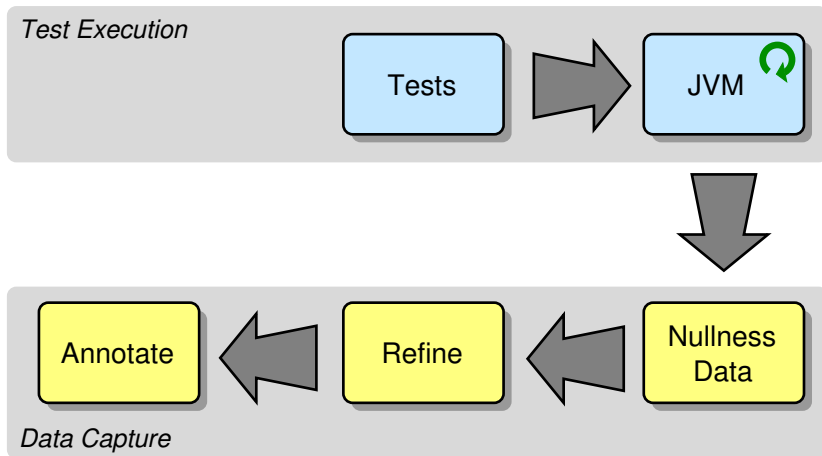 Test Execution
Tests
JVM
Annotate
Refine
Nullness
Data
Data Capture